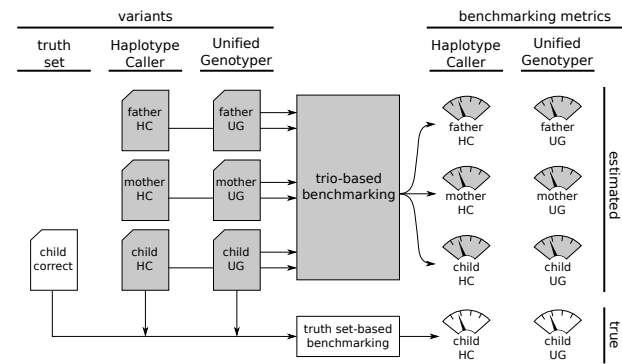 variants
benchmarking metrics
truth set
Haplotype Caller
Unified Genotyper
Haplotype Caller
Unified Genotyper
father HC
father UG
father HC
father UG
mother HC
mother UG
trio-based benchmarking
mother HC
mother UG
estimated
child correct
child HC
child UG
child HC
child UG
truth set-based benchmarking
child HC
child UG
true